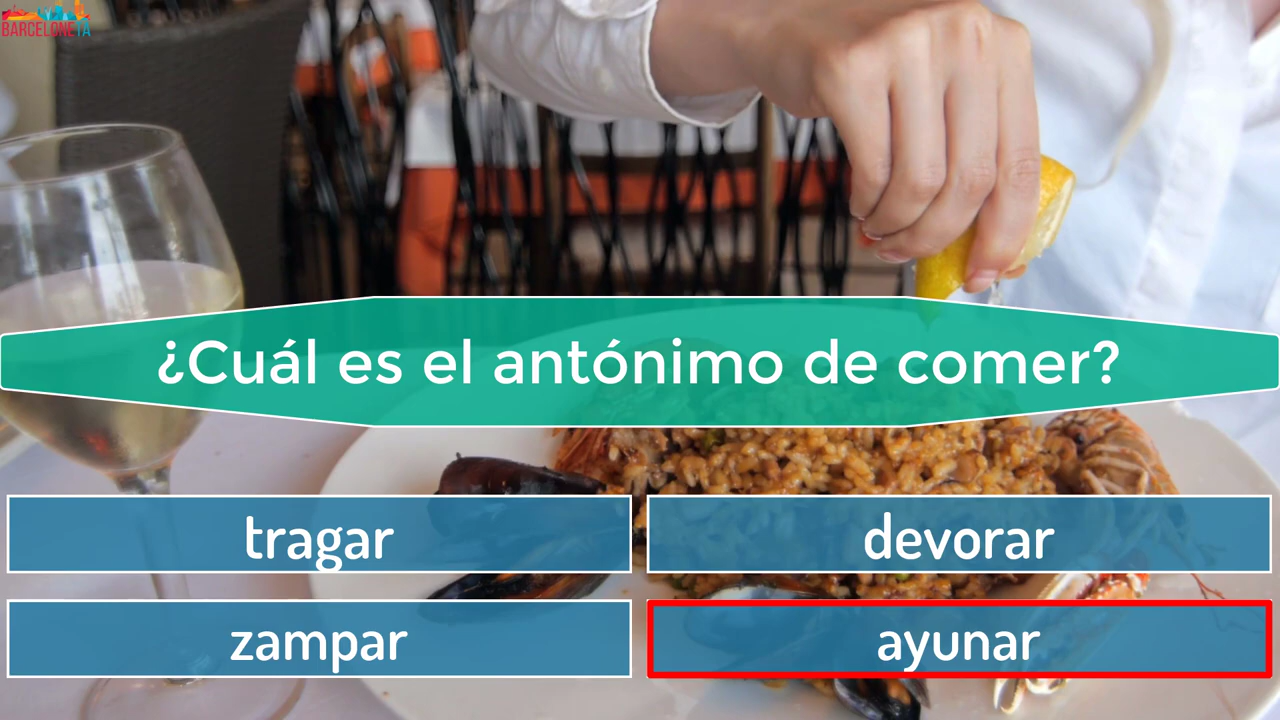 BARCELONETA
¿Cuál es el antónimo de comer?
tragar
devorar
zampar
ayunar